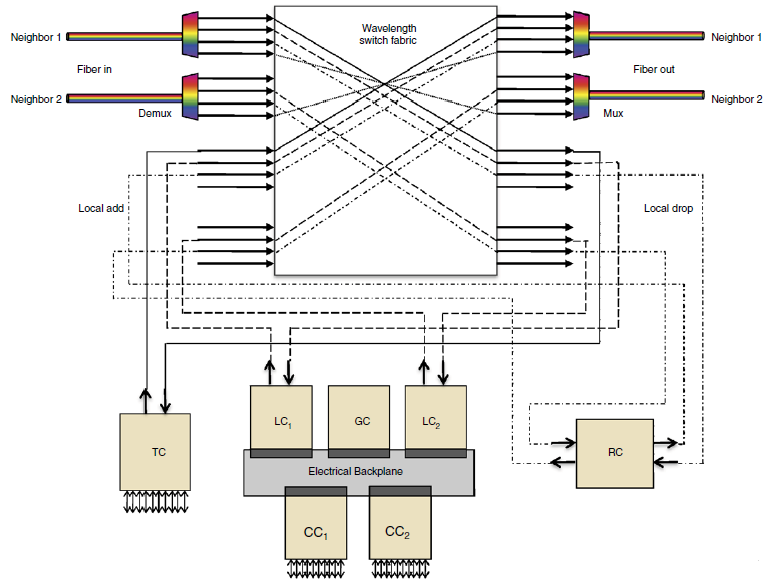 Wavelength
switch fabric
Neighbor 1
Neighbor 1
Fiber in
Fiber out
Neighbor 2
Neighbor 2
Demux
Mux
Local add
Local drop
LC1
GC
LC2
TC
RC
Electrical Backplane
CC1
CC2